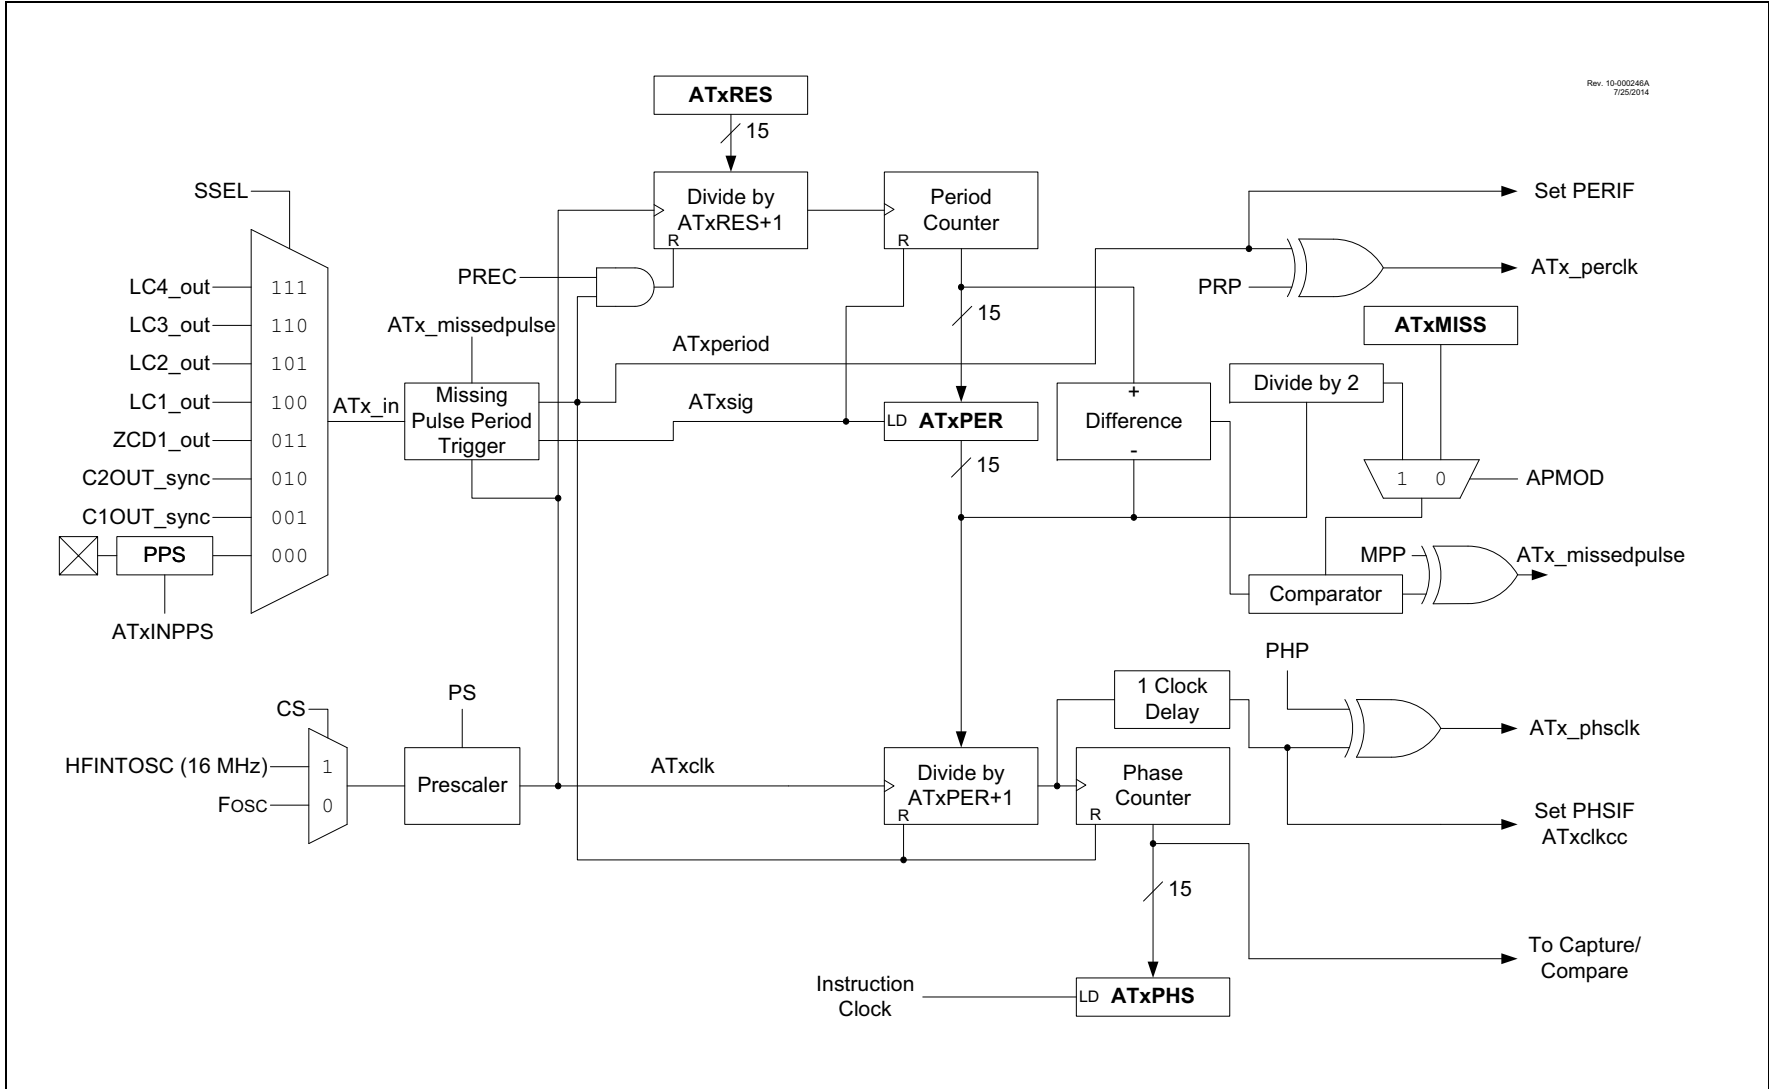 Rev. 10-000246A
7/25/2014
ATxRES
15
SSEL
Divide by
ATxRES+1
R
Period
Counter
R
Set PERIF
PREC
PRP
ATx_perclk
LC4_out
111
LC3_out
110
LC2_out
101
LC1_out
100
ZCD1_out
011
C2OUT_sync
010
C1OUT_sync
001
PPS
000
ATxINPPS
ATx_in
ATx_missedpulse
Missing
Pulse Period
Trigger
ATxperiod
ATxsig
15
LD ATxPER
15
+
Difference
-
ATxMISS
Divide by 2
1 0
APMOD
MPP
ATx_missedpulse
Comparator
PHP
CS
PS
HFINTOSC (16 MHz)
1
FOSC
0
Prescaler
ATxclk
Divide by
ATxPER+1
R
1 Clock
Delay
Phase
Counter
R
ATx_phsclk
Set PHSIF
ATxclkcc
15
To Capture/
Compare
Instruction
Clock
LD ATxPHS